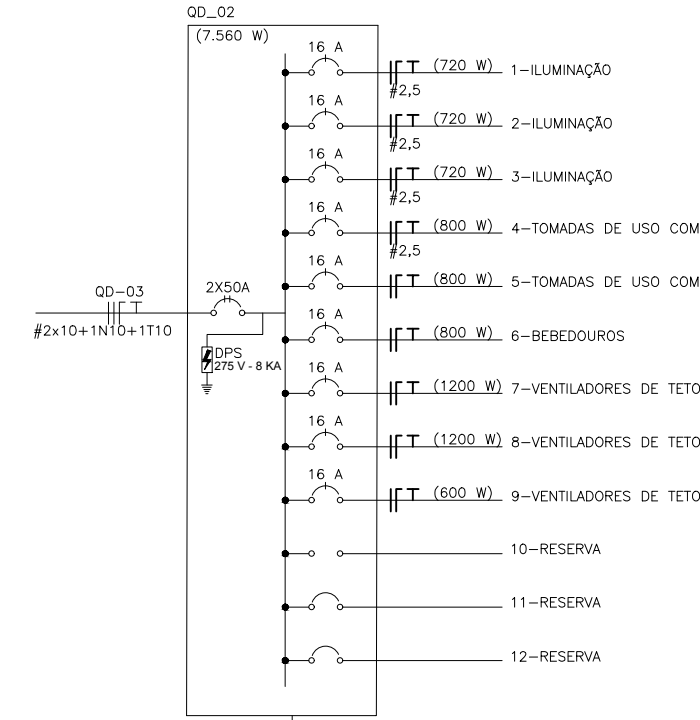 QD_02
(7.560 W)
16 A
(720 W) 1-ILUMINAÇÃO
#2,5
16 A
(720 W) 2-ILUMINAÇÃO
#2,5
16 A
(720 W) 3-ILUMINAÇÃO
#2,5
16 A
(800 W) 4-TOMADAS DE USO COM
#2,5
16 A
(800 W) 5-TOMADAS DE USO COM
QD-03
2X50A
#2x10+1N10+1T10
16 A
(800 W) 6-BEBEDOUROS
DPS
275 V - 8 KA
16 A
(1200 W) 7-VENTILADORES DE TETO
16 A
(1200 W) 8-VENTILADORES DE TETO
16 A
(600 W) 9-VENTILADORES DE TETO
10-RESERVA
11-RESERVA
12-RESERVA